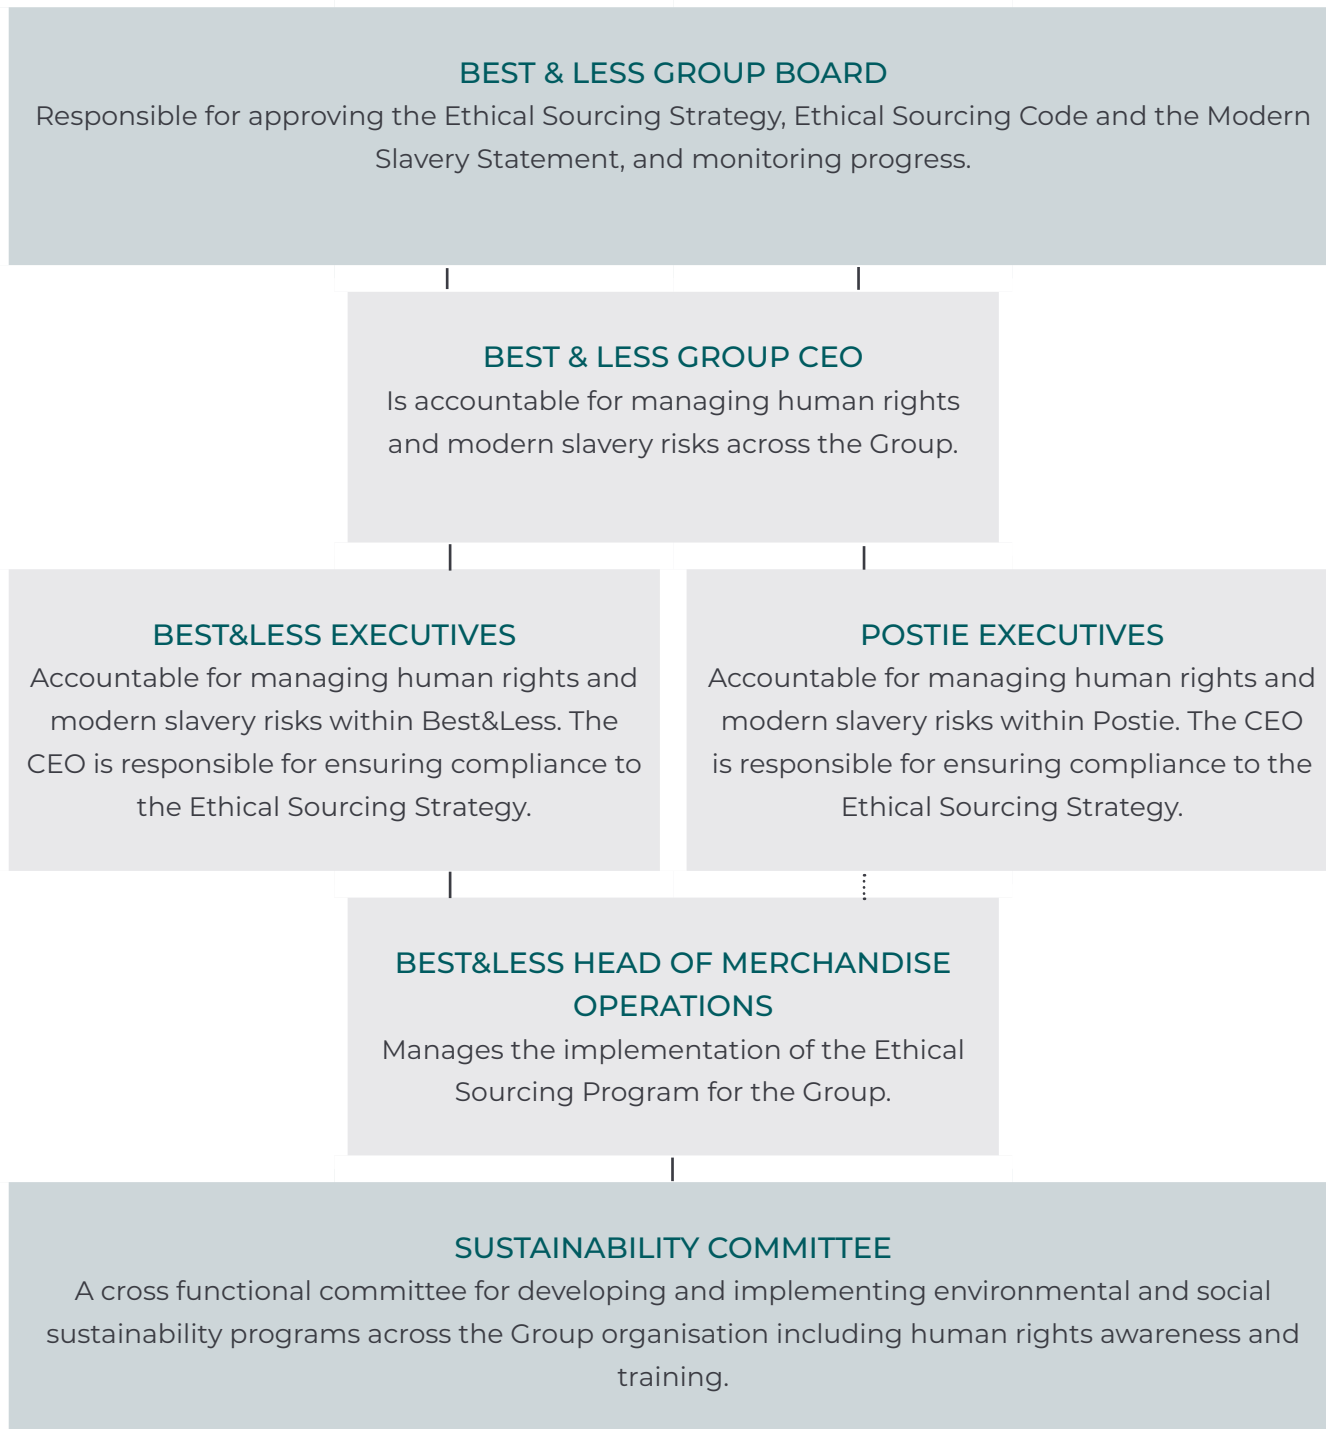 BEST & LESS GROUP BOARD
Responsible for approving the Ethical Sourcing Strategy, Ethical Sourcing Code and the Modern
Slavery Statement, and monitoring progress.
BEST & LESS GROUP CEO
Is accountable for managing human rights
and modern slavery risks across the Group.
BEST&LESS EXECUTIVES
Accountable for managing human rights and
modern slavery risks within Best&Less. The
CEO is responsible for ensuring compliance to
the Ethical Sourcing Strategy.
POSTIE EXECUTIVES
Accountable for managing human rights and
modern slavery risks within Postie. The CEO
is responsible for ensuring compliance to the
Ethical Sourcing Strategy.
BEST&LESS HEAD OF MERCHANDISE
OPERATIONS
Manages the implementation of the Ethical
Sourcing Program for the Group.
SUSTAINABILITY COMMITTEE
A cross functional committee for developing and implementing environmental and social
sustainability programs across the Group organisation including human rights awareness and
training.